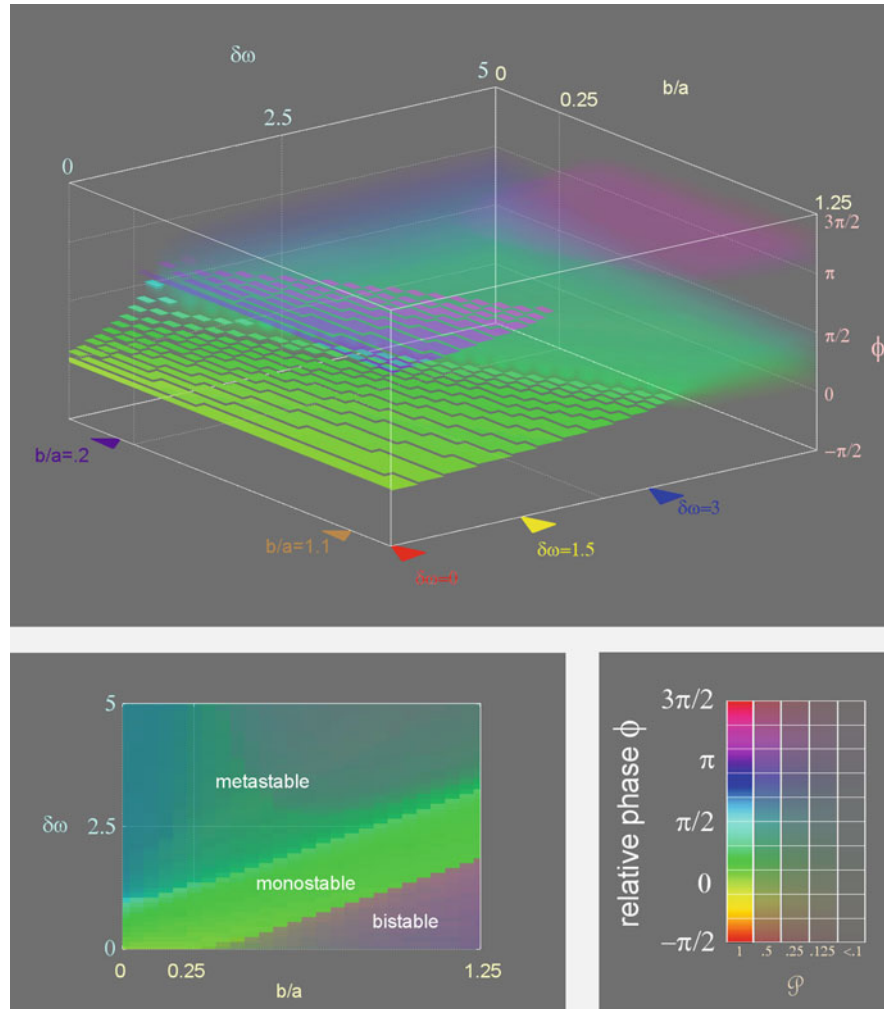 δω
5 0
b/a
0.25
2.5
0
1.25
3π/2
π
π/2
ϕ
0
−π/2
b/a=.2
b/a=1.1
δω=0
δω=1.5
δω=3
5
metastable
δω
2.5
monostable
bistable
0
0
0.25
1.25
b/a
relative phase ϕ
3π/2
π
π/2
0
−π/2
1 .5 .25 .125 <.1
𝒫